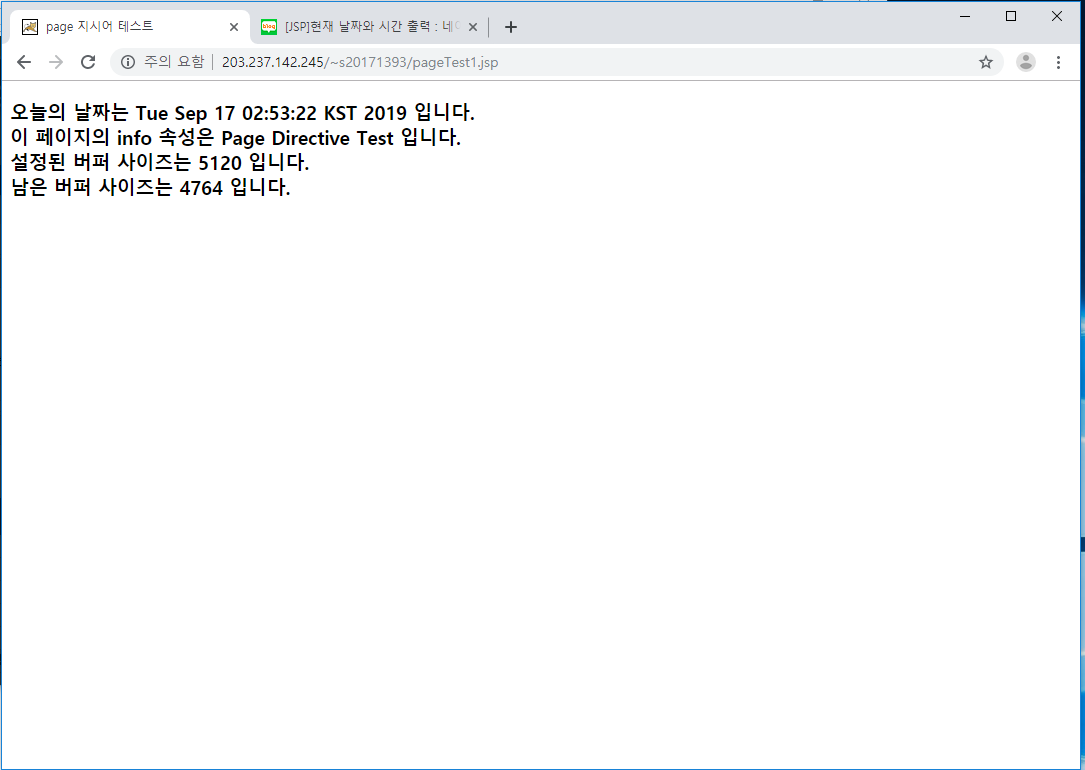 page 지시어 테스트
blog [JSP]현재 날짜와 시간 출력 : 네이
주의 요함 203.237.142.245/~s20171393/pageTest1.jsp
오늘의 날짜는 Tue Sep 17 02:53:22 KST 2019 입니다.
이 페이지의 info 속성은 Page Directive Test 입니다.
설정된 버퍼 사이즈는 5120 입니다.
남은 버퍼 사이즈는 4764 입니다.